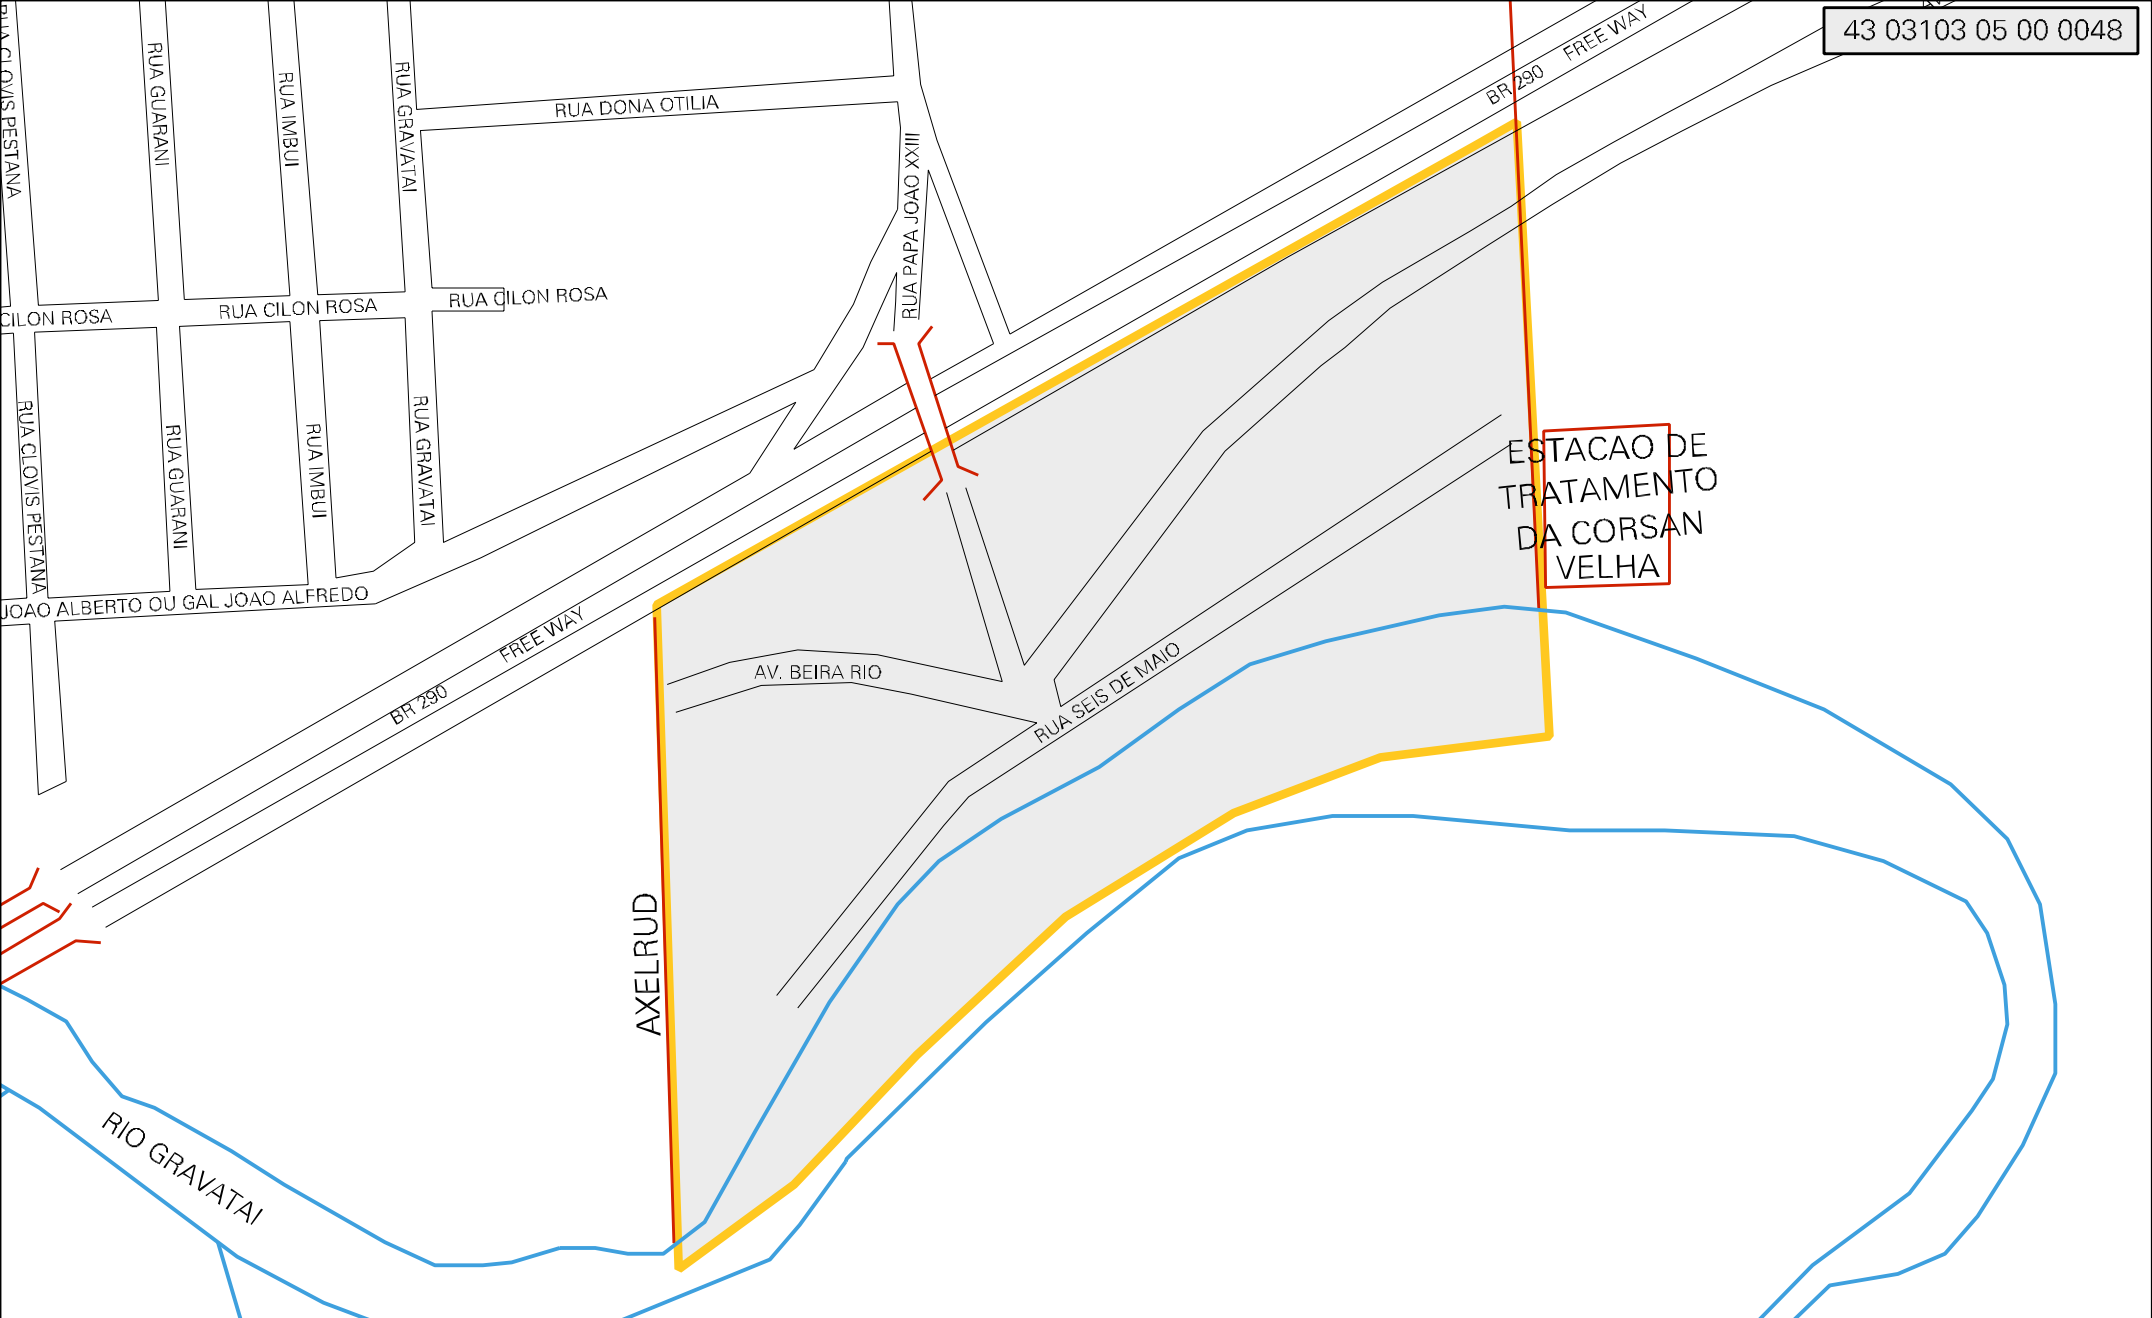 43 03103 05 00 0048
FREE WAY
BR 290
RUA CLOVIS PESTANA
RUA GUARANI
RUA IMBUI
RUA GRAVATAI
RUA DONA OTILIA
RUA PAPA JOAO XXIII
CILON ROSA
RUA CILON ROSA
RUA CILON ROSA
RUA CLOVIS PESTANA
RUA GUARANI
RUA IMBUI
RUA GRAVATAI
ESTACAO DE
TRATAMENTO
DA CORSAN
VELHA
JOAO ALBERTO OU GAL JOAO ALFREDO
FREE WAY
BR 290
AV. BEIRA RIO
RUA SEIS DE MAIO
AXELRUD
RIO GRAVATAI